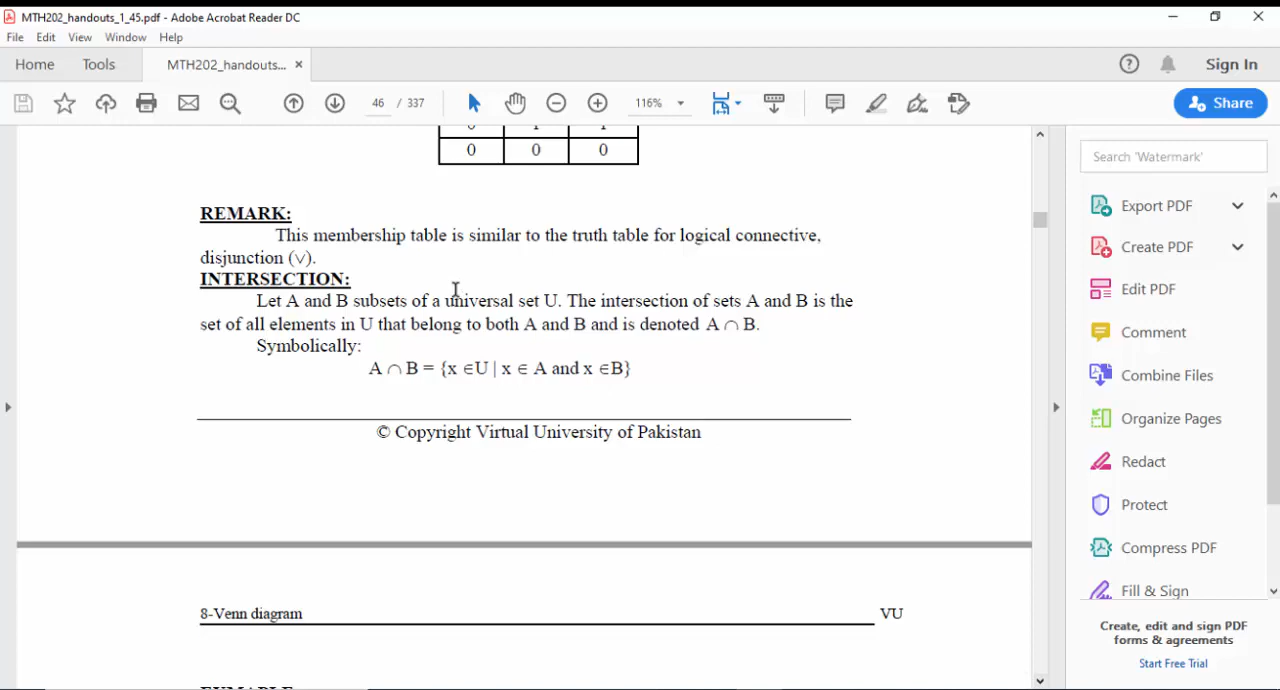 MTH202_handouts_1_45.pdf - Adobe Acrobat Reader DC
File Edit View Window Help
Home Tools MTH202_handouts... ×
Sign In
46 / 337
116%
Share
0 0 0
REMARK:
This membership table is similar to the truth table for logical connective,
disjunction (∨).
INTERSECTION:
Let A and B subsets of a universal set U. The intersection of sets A and B is the
set of all elements in U that belong to both A and B and is denoted A ∩ B.
Symbolically:
A ∩ B = {x ∈U | x ∈ A and x ∈B}
© Copyright Virtual University of Pakistan
8-Venn diagram VU
Search 'Watermark'
Export PDF
Create PDF
Edit PDF
Comment
Combine Files
Organize Pages
Redact
Protect
Compress PDF
Fill & Sign
Create, edit and sign PDF
forms & agreements
Start Free Trial